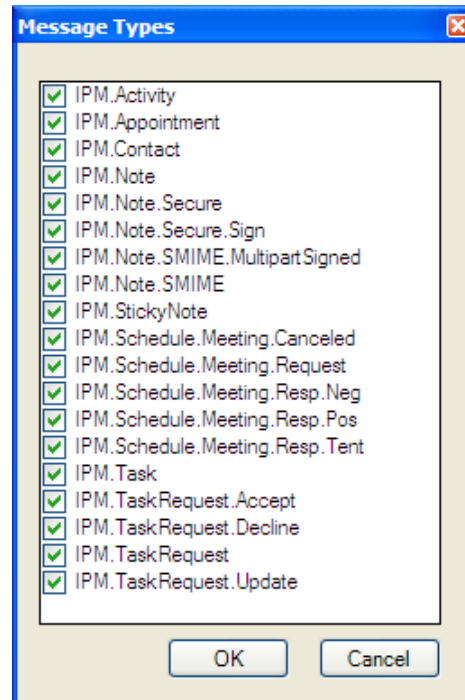 Message Types
IPM.Activity
IPM.Appointment
IPM.Contact
IPM.Note
IPM.Note.Secure
IPM.Note.Secure.Sign
IPM.Note.SMIME.MultipartSigned
IPM.Note.SMIME
IPM.StickyNote
IPM.Schedule.Meeting.Canceled
IPM.Schedule.Meeting.Request
IPM.Schedule.Meeting.Resp.Neg
IPM.Schedule.Meeting.Resp.Pos
IPM.Schedule.Meeting.Resp.Tent
IPM.Task
IPM.TaskRequest.Accept
IPM.TaskRequest.Decline
IPM.TaskRequest
IPM.TaskRequest.Update
OK Cancel